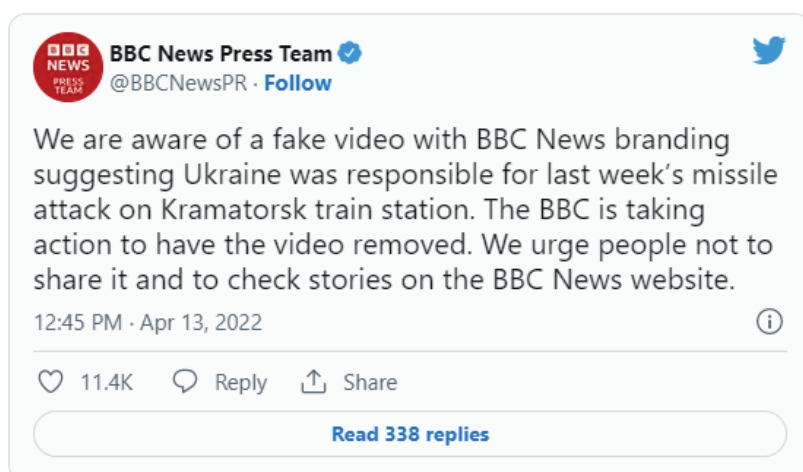 BBC
NEWS
PRESS
TEAM
BBC News Press Team
@BBCNewsPR · Follow
We are aware of a fake video with BBC News branding
suggesting Ukraine was responsible for last week’s missile
attack on Kramatorsk train station. The BBC is taking
action to have the video removed. We urge people not to
share it and to check stories on the BBC News website.
12:45 PM · Apr 13, 2022
11.4K Reply Share
Read 338 replies